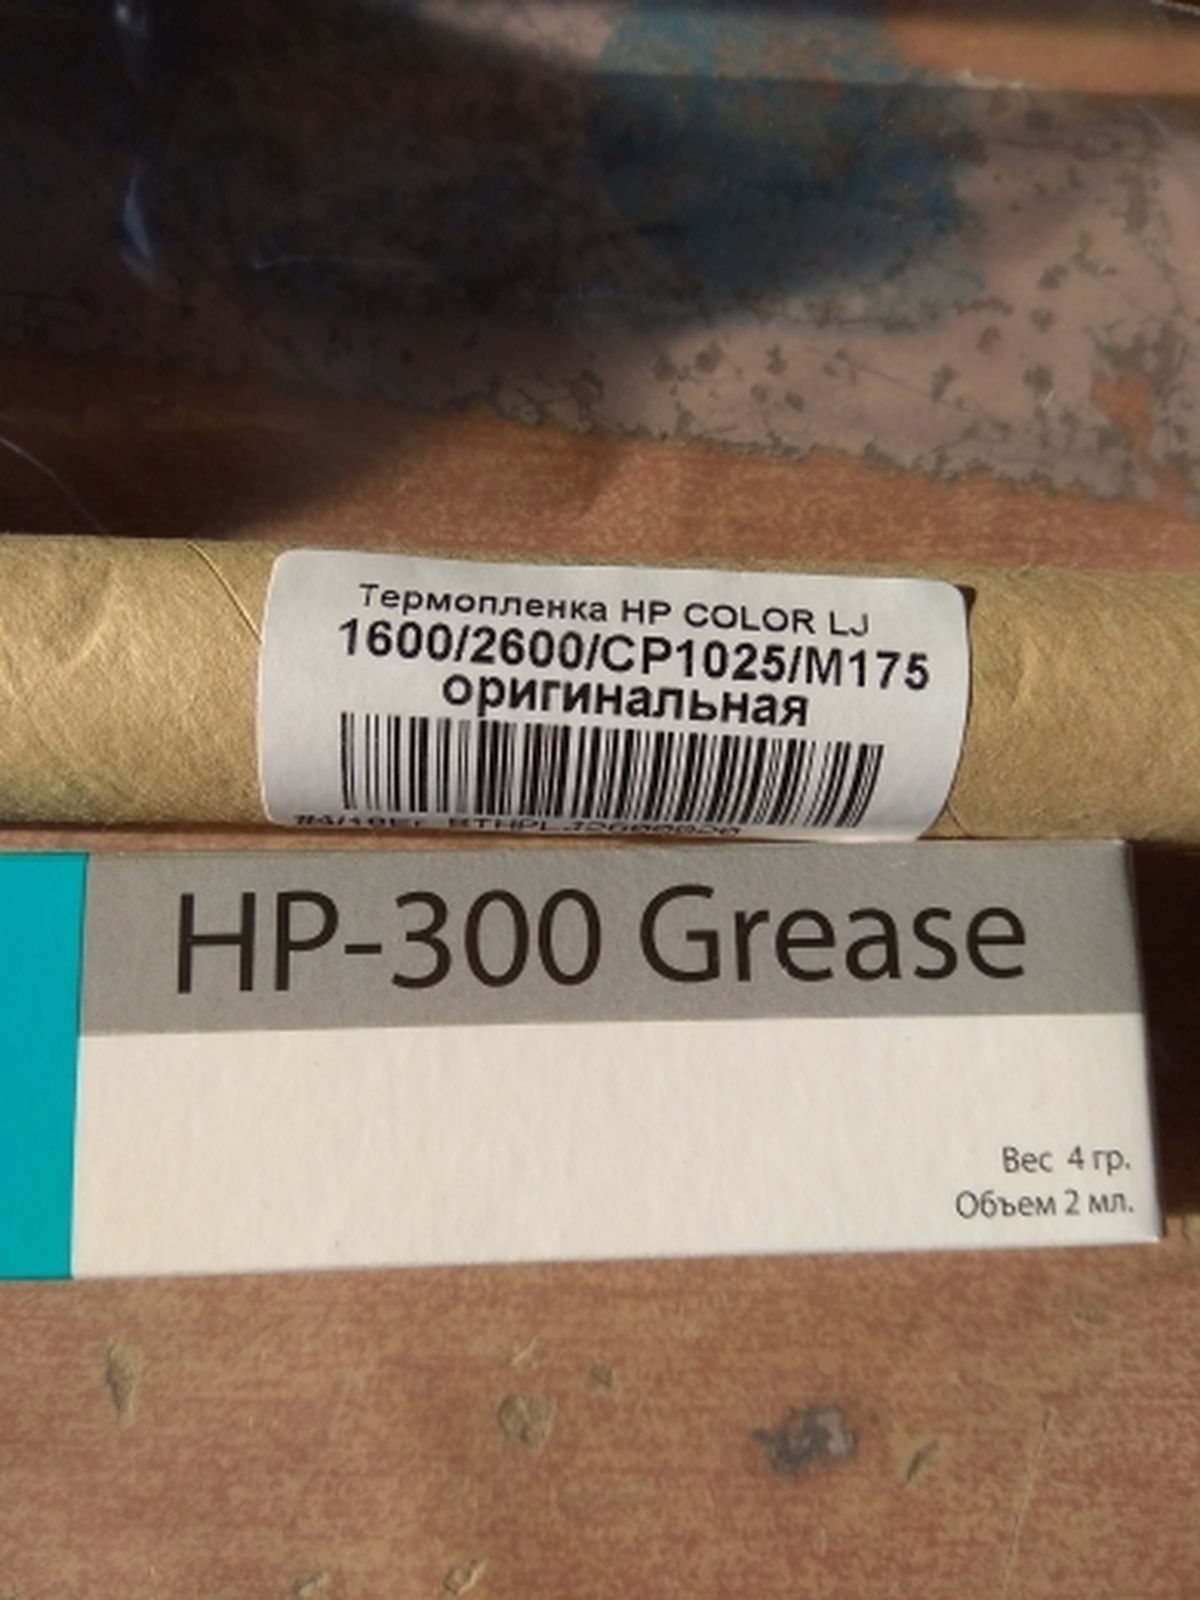 Термопленка HP COLOR LJ
1600/2600/CP1025/M175
оригинальная
HP-300 Grease
Вес 4 гр.
Объем 2 мл.